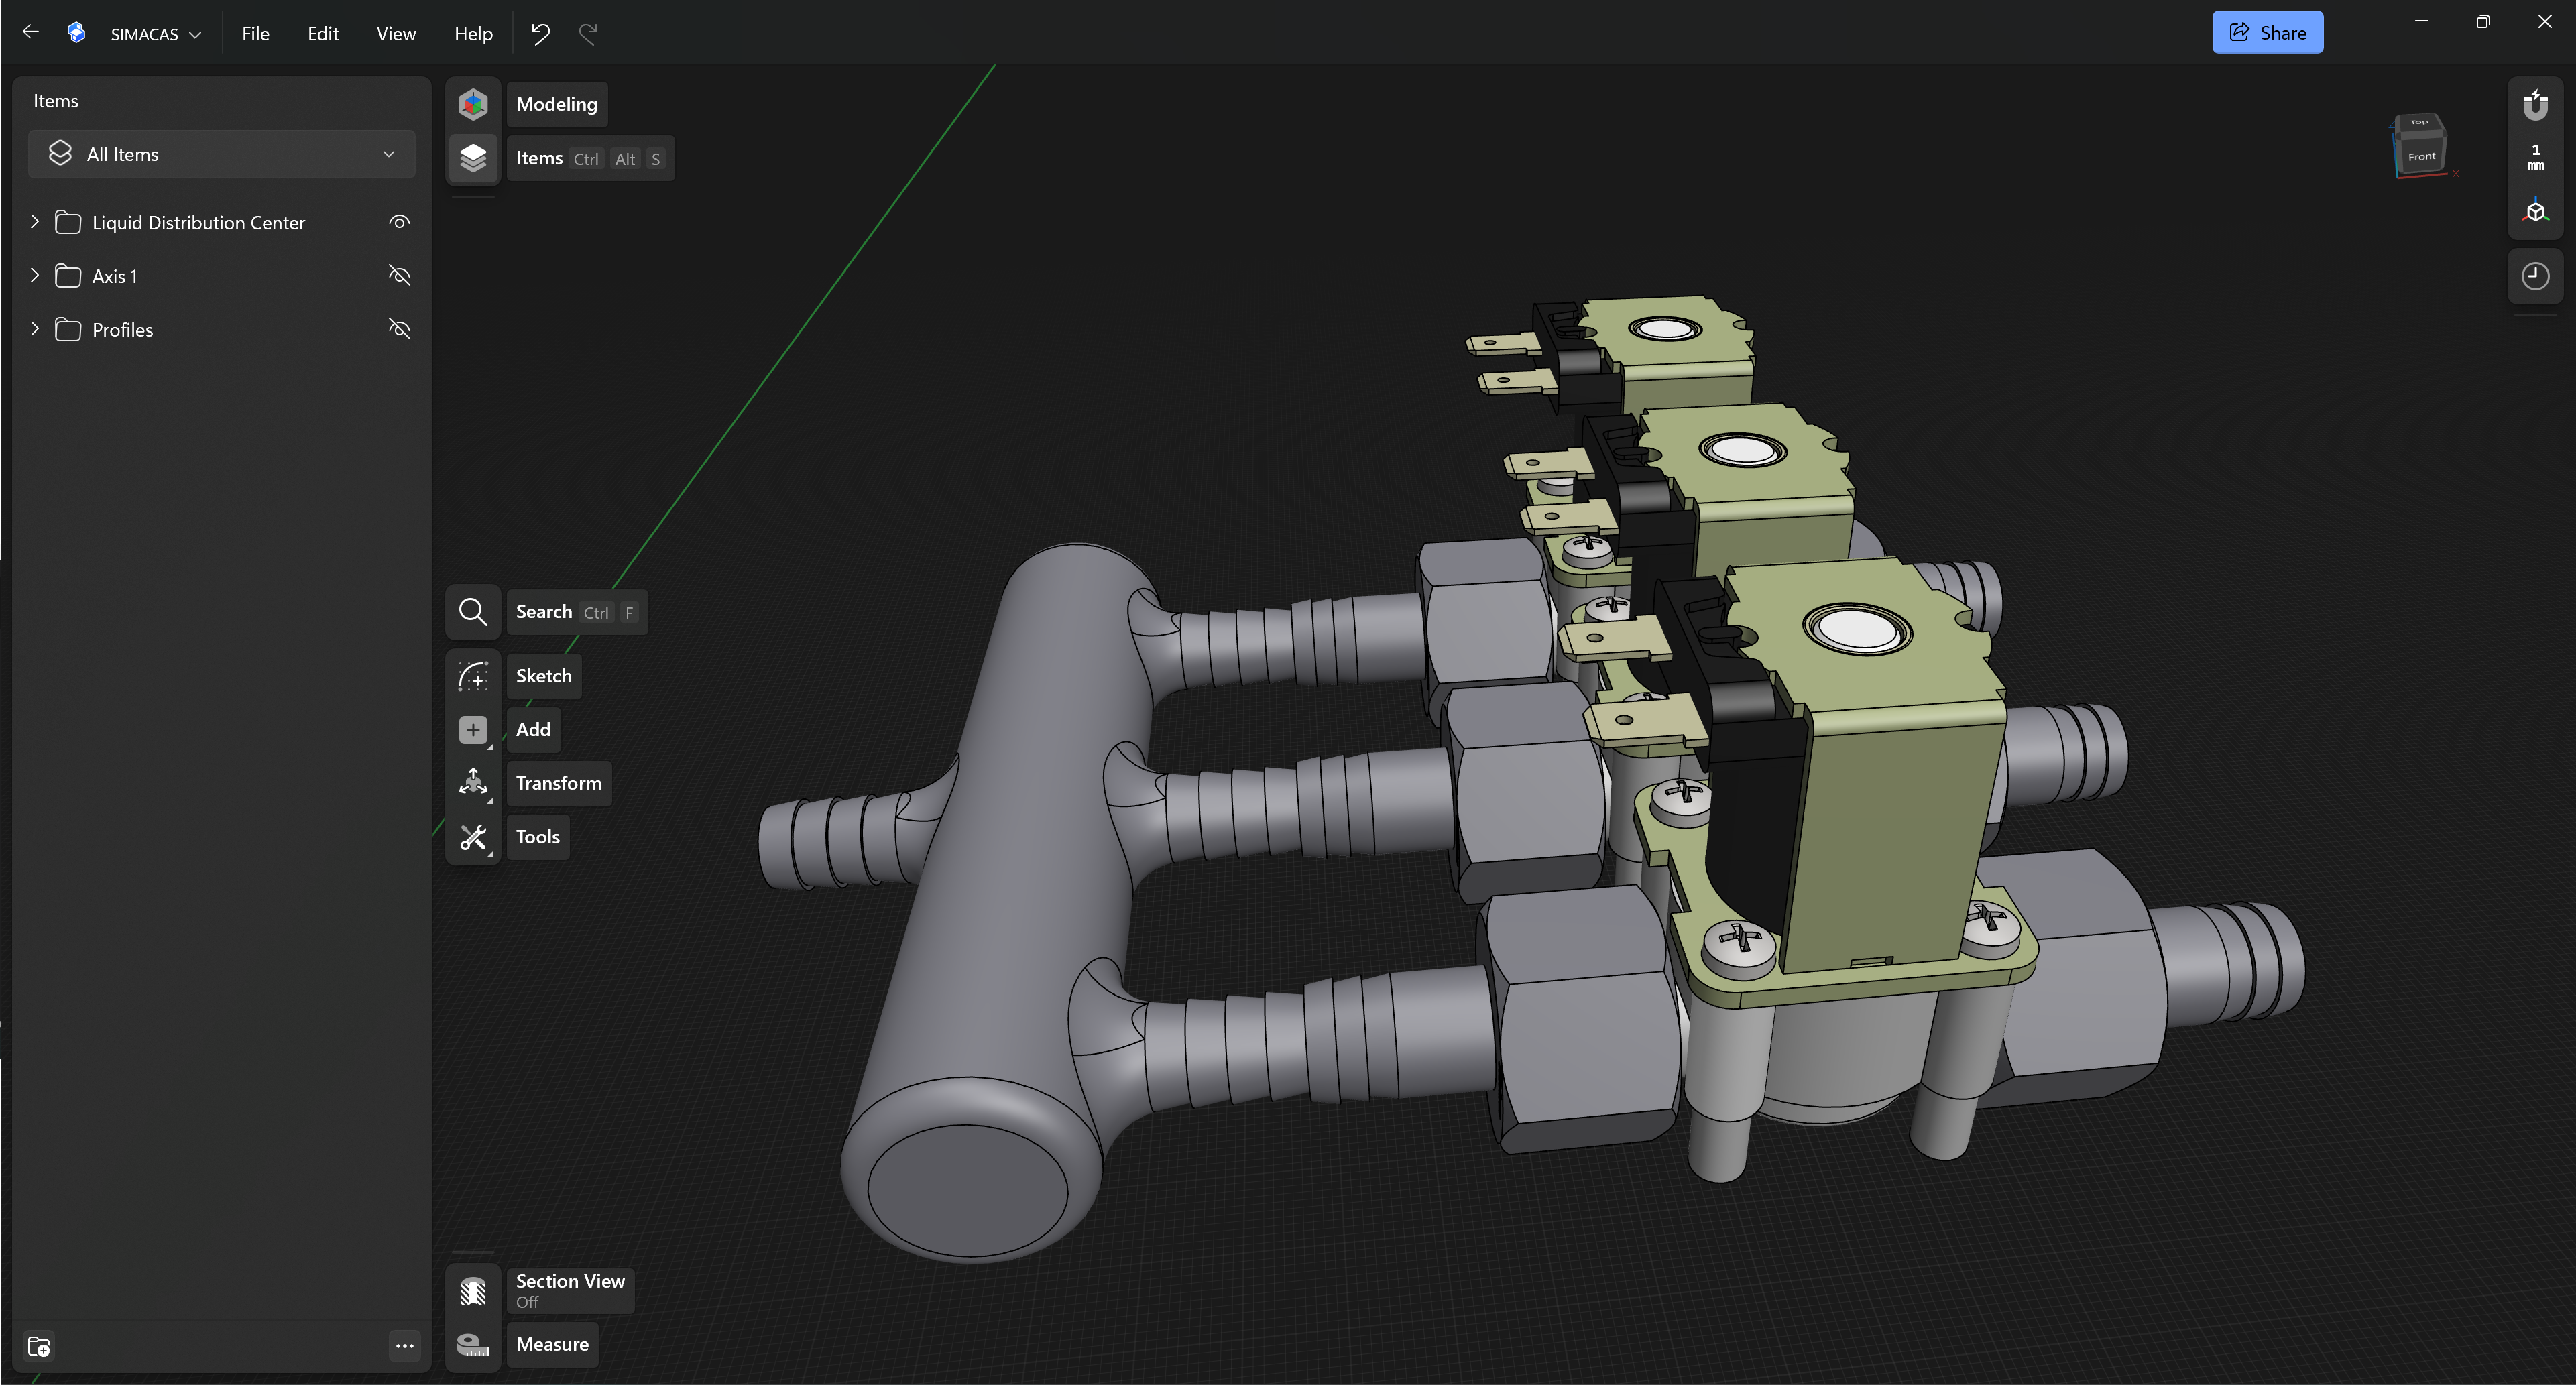 SIMACAS
File
Edit
View
Help
Share
Items
All Items
Liquid Distribution Center
Axis 1
Profiles
Modeling
Items Ctrl Alt S
Search Ctrl F
Sketch
Add
Transform
Tools
Section View
Off
Measure
Top
Front
Z
X
1
mm